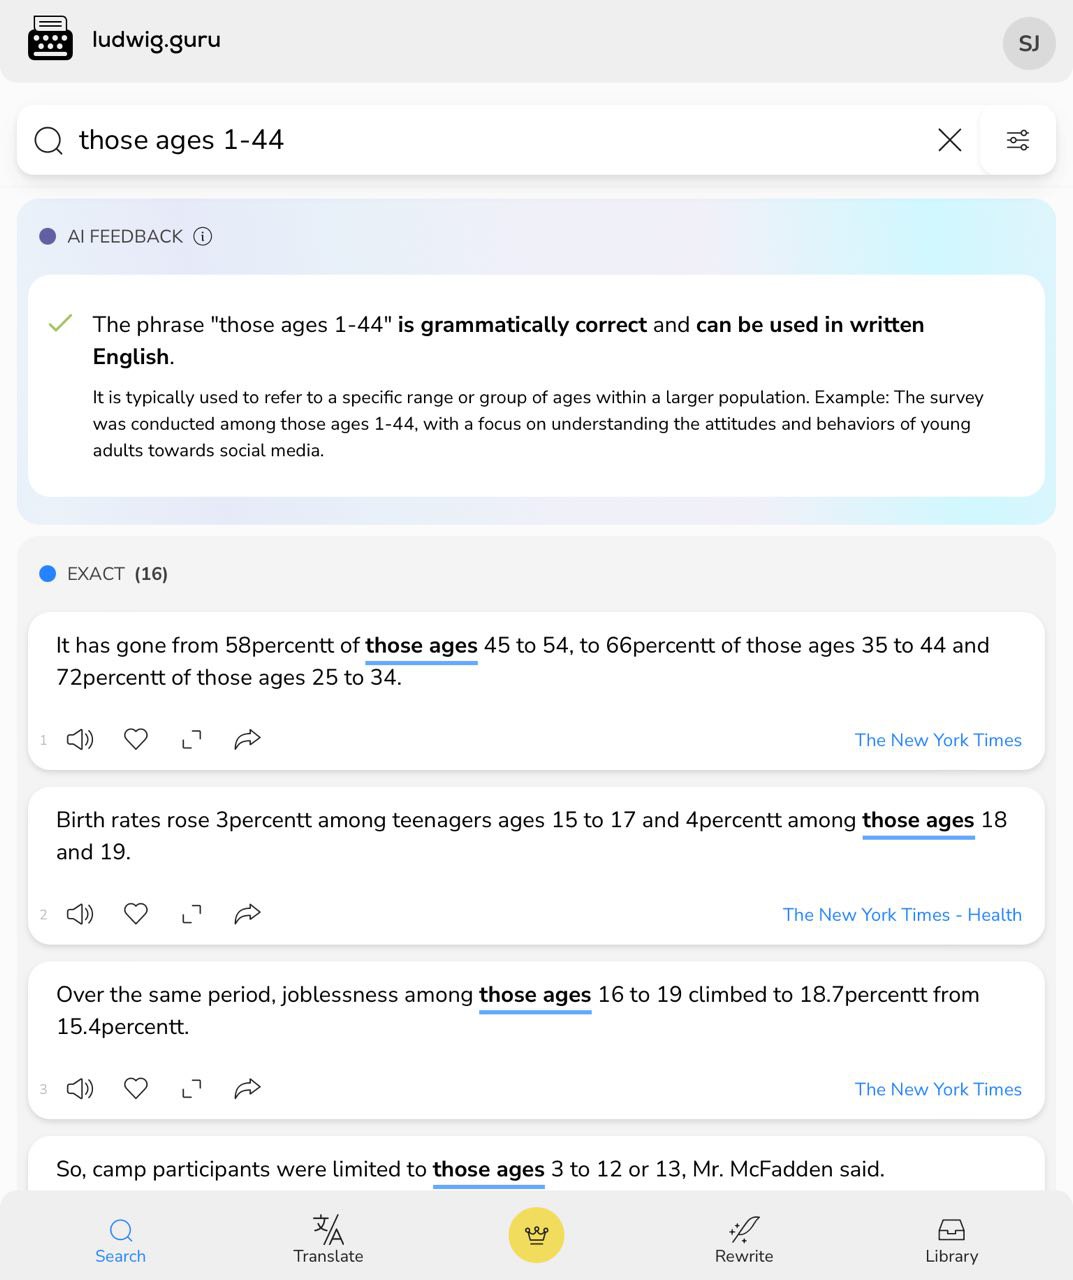 ludwig.guru
SJ
those ages 1-44
AI FEEDBACK
The phrase "those ages 1-44" is grammatically correct and can be used in written
English.
It is typically used to refer to a specific range or group of ages within a larger population. Example: The survey
was conducted among those ages 1-44, with a focus on understanding the attitudes and behaviors of young
adults towards social media.
EXACT (16)
It has gone from 58percentt of those ages 45 to 54, to 66percentt of those ages 35 to 44 and
72percentt of those ages 25 to 34.
1
The New York Times
Birth rates rose 3percentt among teenagers ages 15 to 17 and 4percentt among those ages 18
and 19.
2
The New York Times - Health
Over the same period, joblessness among those ages 16 to 19 climbed to 18.7percentt from
15.4percentt.
3
The New York Times
So, camp participants were limited to those ages 3 to 12 or 13, Mr. McFadden said.
Search
Translate
Rewrite
Library